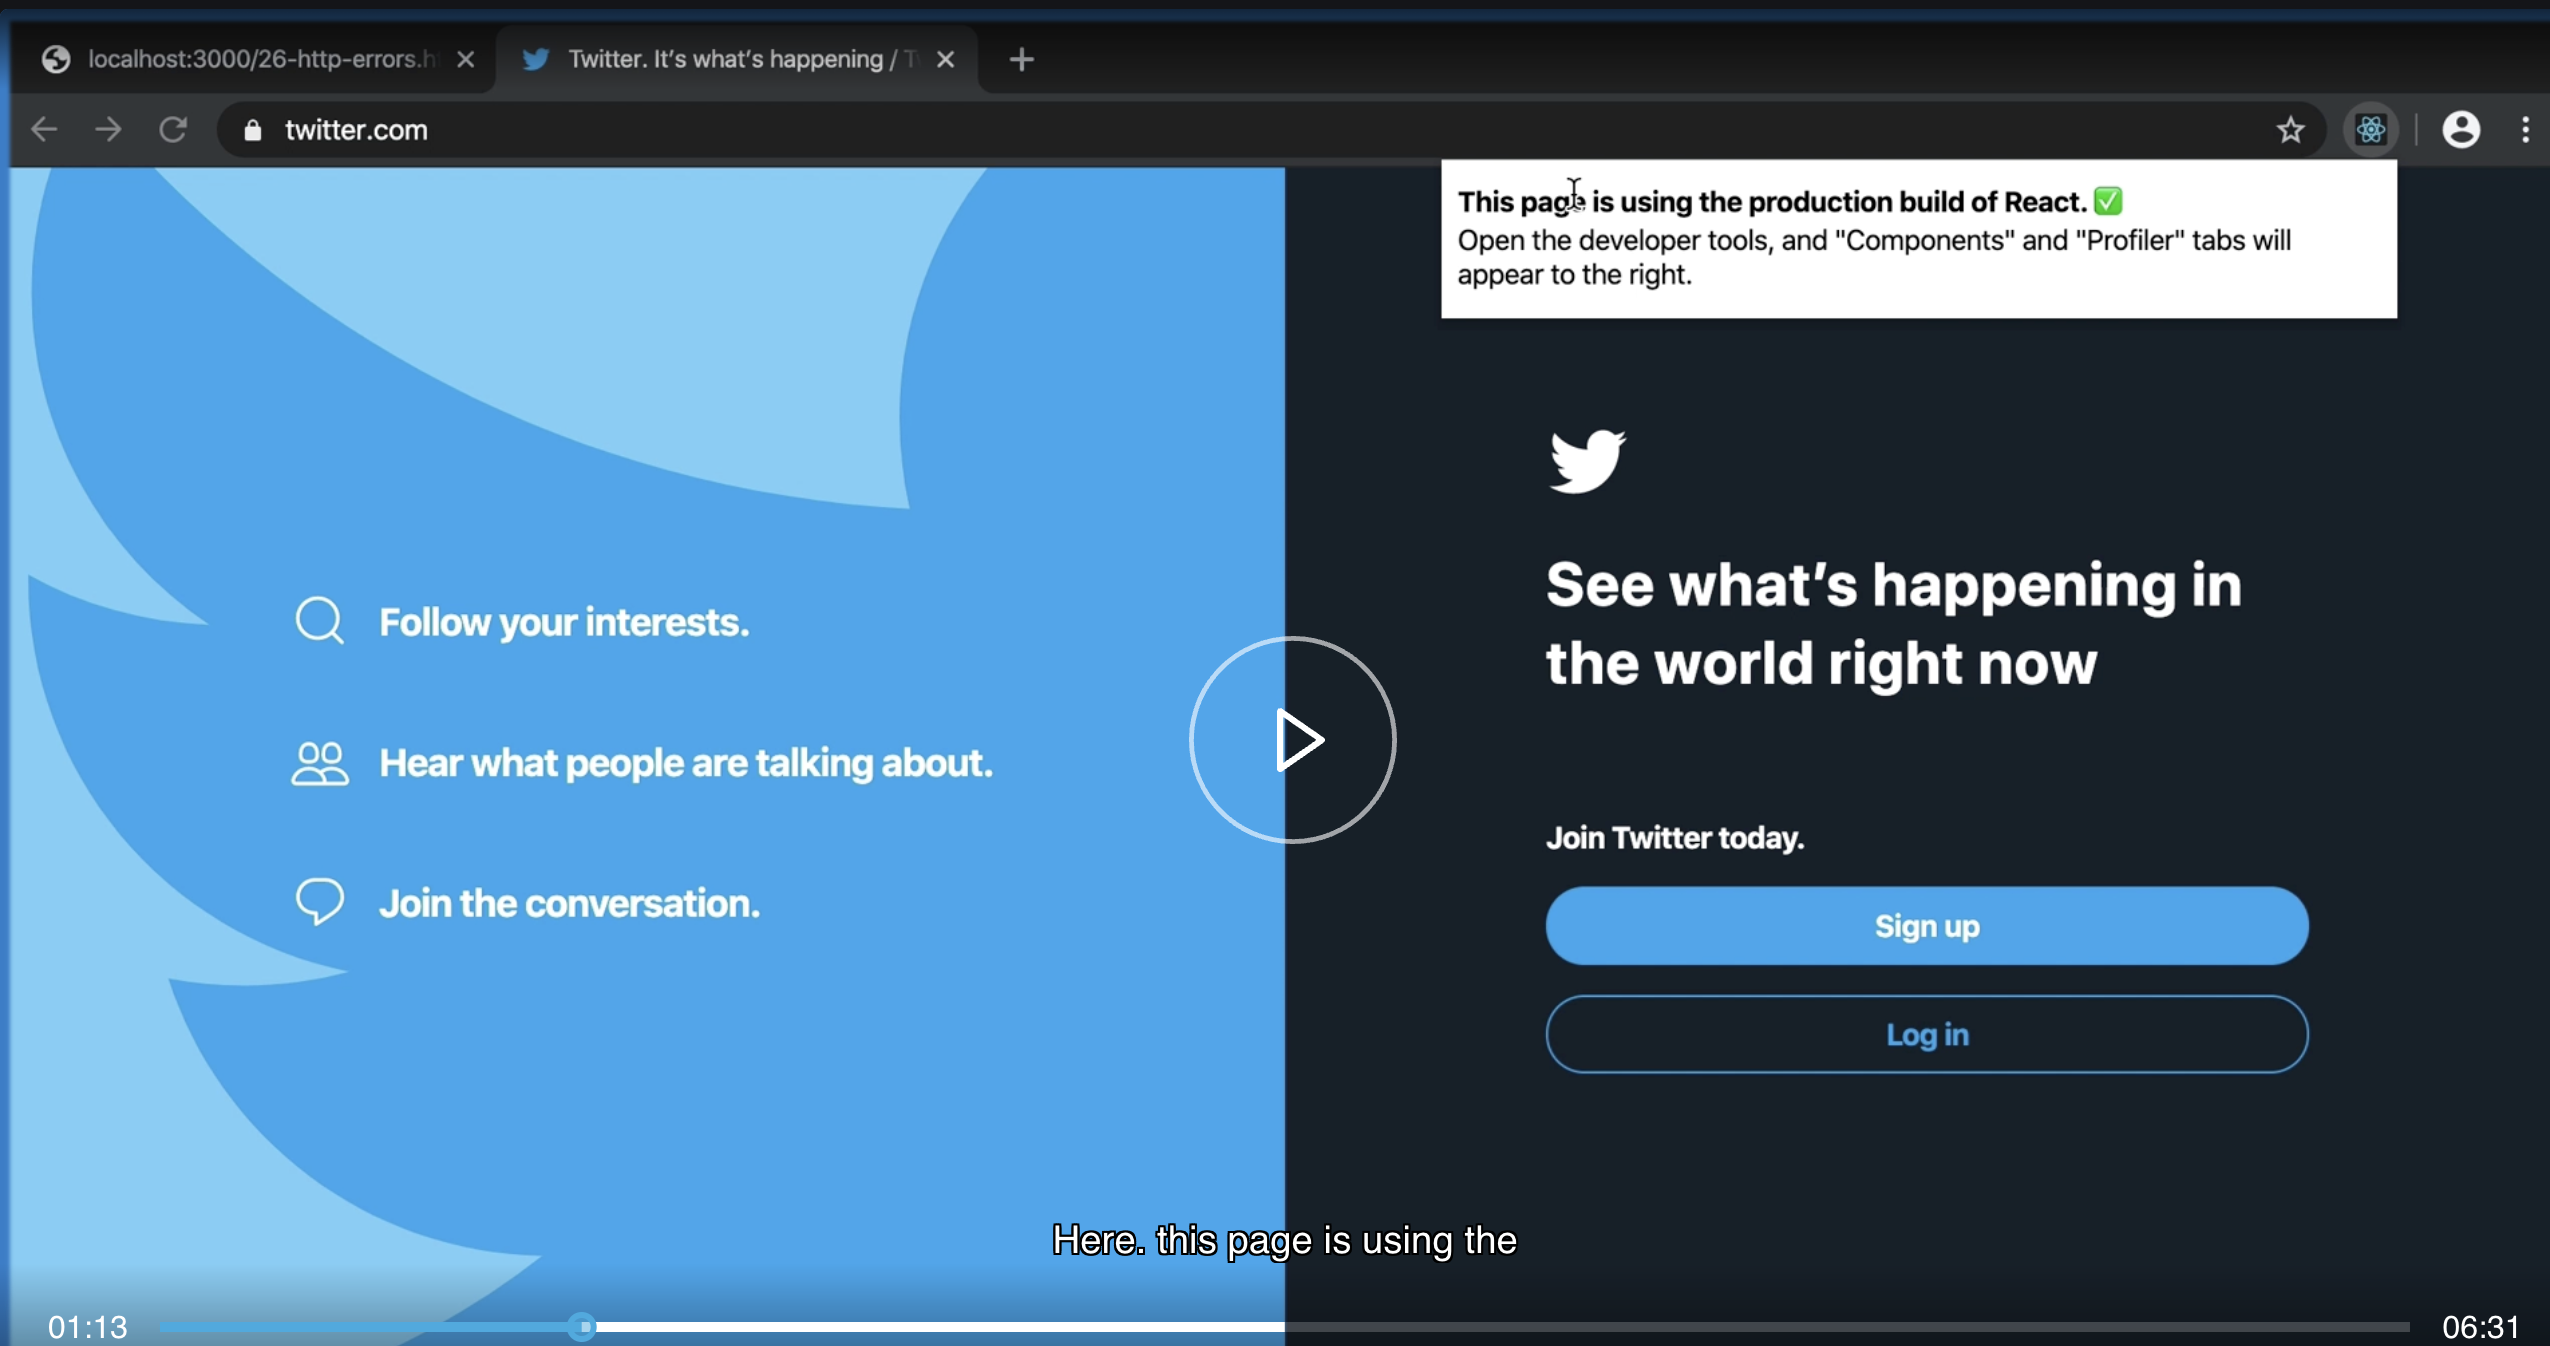 localhost:3000/26-http-errors.h
Twitter. It's what's happening / T
twitter.com
This page is using the production build of React. ✅
Open the developer tools, and "Components" and "Profiler" tabs will
appear to the right.
Follow your interests.
Hear what people are talking about.
Join the conversation.
See what's happening in
the world right now
Join Twitter today.
Sign up
Log in
Here. this page is using the
01:13
06:31